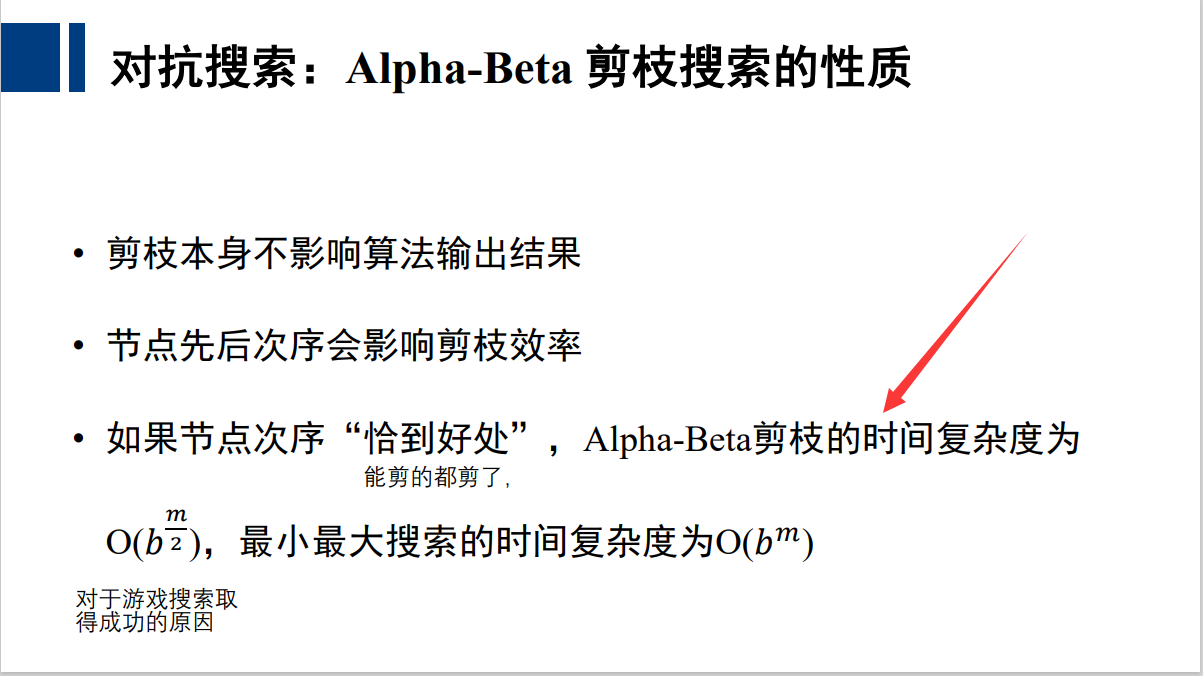 对抗搜索：Alpha-Beta 剪枝搜索的性质
• 剪枝本身不影响算法输出结果
• 节点先后次序会影响剪枝效率
• 如果节点次序“恰到好处”，Alpha-Beta剪枝的时间复杂度为
能剪的都剪了,
O(b^(m/2))，最小最大搜索的时间复杂度为O(b^m)
对于游戏搜索取
得成功的原因